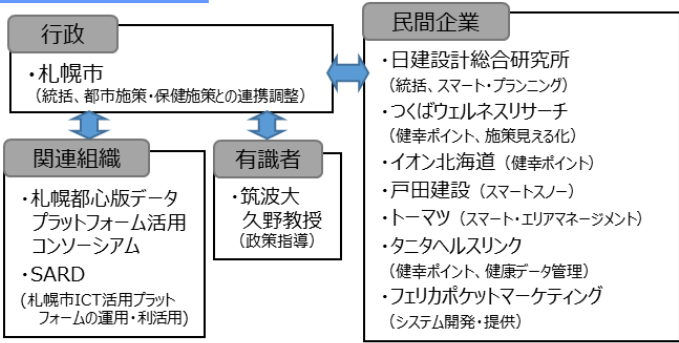 行政
・札幌市
（統括、都市施策・保健施策との連携調整）
関連組織
・札幌都心版データ
プラットフォーム活用
コンソーシアム
・SARD
(札幌市ICT活用プラット
フォームの運用・利活用)
有識者
・筑波大
久野教授
（政策指導）
民間企業
・日建設計総合研究所
（統括、スマート・プランニング）
・つくばウェルネスリサーチ
（健幸ポイント、施策見える化）
・イオン北海道（健幸ポイント）
・戸田建設（スマートスノー）
・トーマツ（スマート・エリアマネージメント）
・タニタヘルスリンク
（健幸ポイント、健康データ管理）
・フェリカポケットマーケティング
（システム開発・提供）